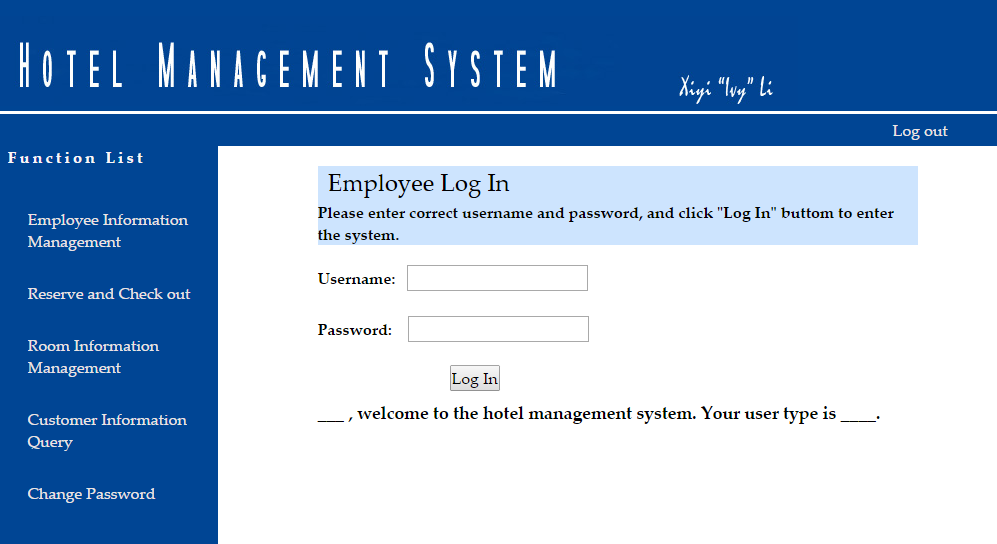 Hotel Management System
Xiyi "Ivy" Li
Log out
Function List
Employee Information
Management
Reserve and Check out
Room Information
Management
Customer Information
Query
Change Password
Employee Log In
Please enter correct username and password, and click "Log In" buttom to enter
the system.
Username:
Password:
Log In
___ , welcome to the hotel management system. Your user type is ____.